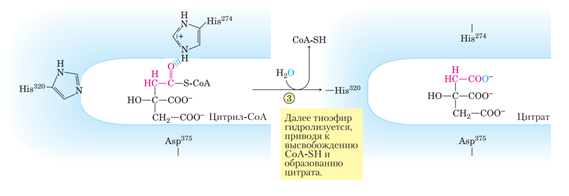 H
N
His²⁷⁴
(+
N
H
CoA-SH
His²⁷⁴
H
N
O
H₂O
H
HC–C–S-CoA
HC–COO⁻
His³²⁰
N
His³²⁰
HO–C–COO⁻
3
HO–C–COO⁻
CH₂–COO⁻ Цитрил-CoA
CH₂–COO⁻ Цитрат
Далее тиоэфир
гидролизуется,
приводя к
высвобождению
CoA-SH и
образованию
цитрата.
Asp³⁷⁵
Asp³⁷⁵